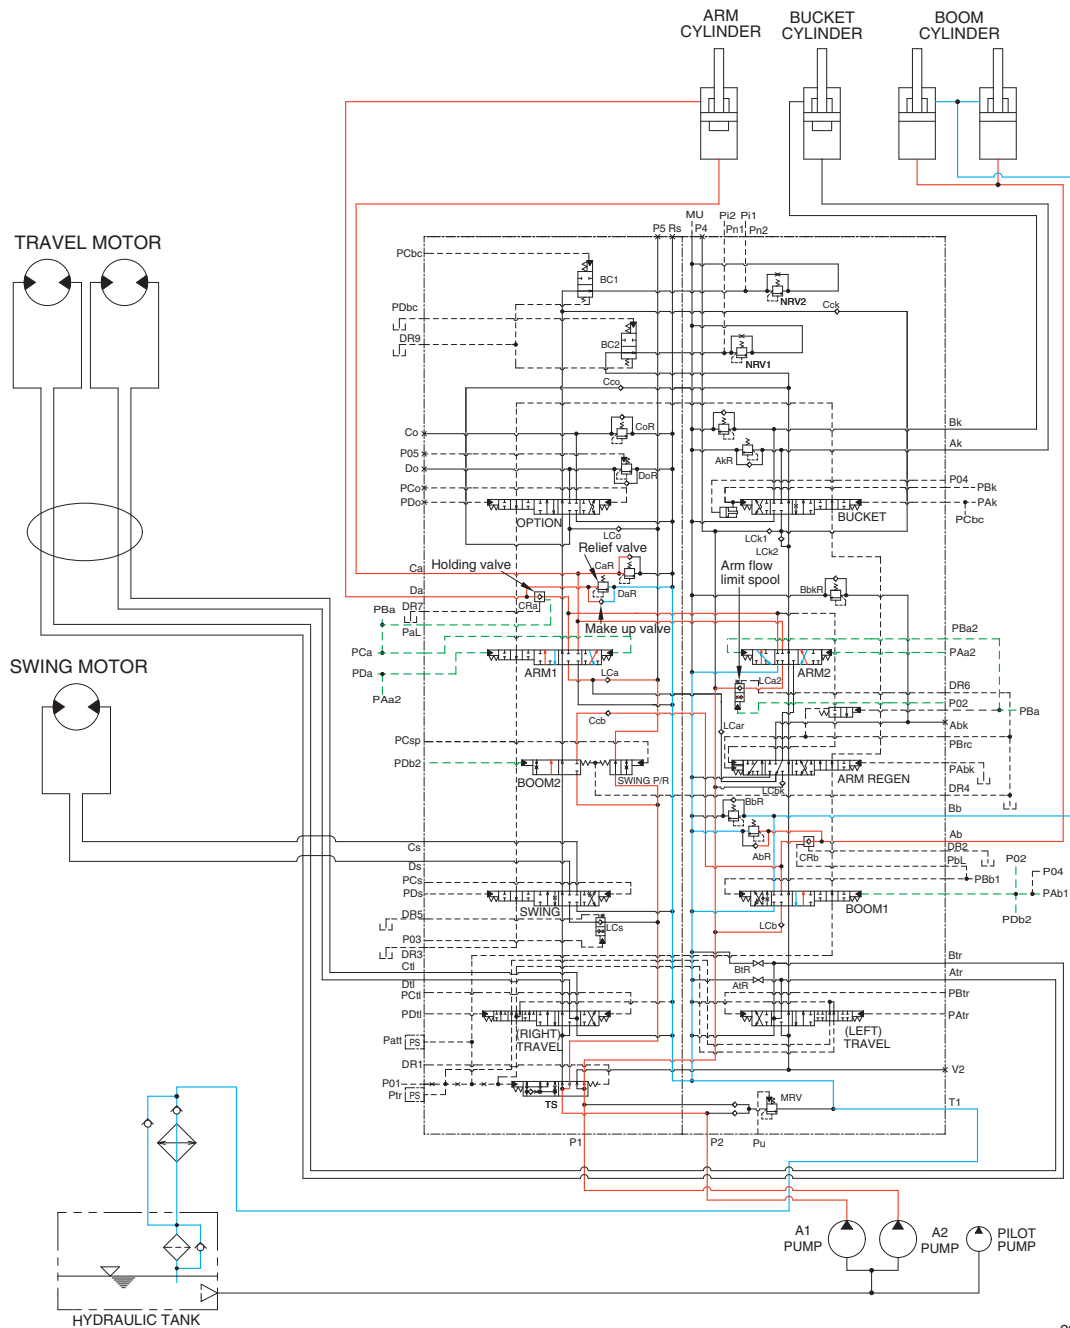 ARM
CYLINDER
BUCKET
CYLINDER
BOOM
CYLINDER
TRAVEL MOTOR
SWING MOTOR
MU
Pi2
Pi1
P5
Rs
P4
Pn1
Pn2
PCbc
BC1
NRV2
Cck
PDbc
DR9
BC2
NRV1
Cco
Co
CoR
Bk
P05
Ak
Do
AkR
DoR
PCo
P04
PBk
PDo
PAk
OPTION
BUCKET
PCbc
LCo
LCk1
LCk2
Relief valve
Holding valve
CaR
Arm flow
limit spool
Ca
Da
DaR
BbkR
CRa
PBa
DR7
PaL
Make up valve
PBa2
PCa
PAa2
PDa
ARM1
ARM2
LCa
LCa2
DR6
PAa2
P02
PBa
Ccb
LCar
Abk
PCsp
PBrc
PDb2
PAbk
BOOM2
SWING P/R
ARM REGEN
LCbk
DR4
BbR
Bb
Ab
AbR
CRb
DR2
Cs
PbL
P02
P04
Ds
PCs
PBb1
PDs
PAb1
SWING
BOOM1
PDb2
DR5
LCs
LCb
P03
DR3
Btr
Ctl
BtR
Atr
Dtl
AtR
PCtl
PBtr
PDtl
PAtr
(RIGHT)
TRAVEL
(LEFT)
TRAVEL
Patt
PS
DR1
V2
P01
Ptr
PS
TS
MRV
T1
P1
P2
Pu
A1
PUMP
A2
PUMP
PILOT
PUMP
HYDRAULIC TANK